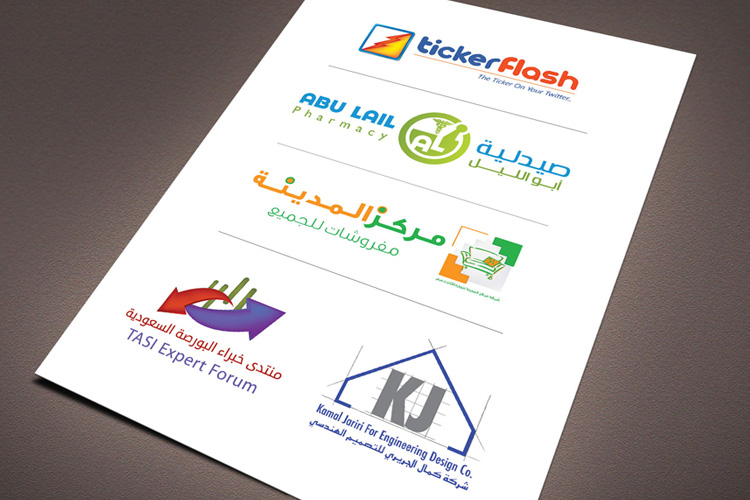 tickerflash
The Ticker On Your Twitter.
ABU LAIL
Pharmacy
AL
صيدلية
أبو الليل
مركز المدينة
مفروشات للجميع
منتدى خبراء البورصة السعودية
TASI Expert Forum
KJ
Kamal Jariri For Engineering Design Co.
شركة كمال الجريري للتصميم الهندسي